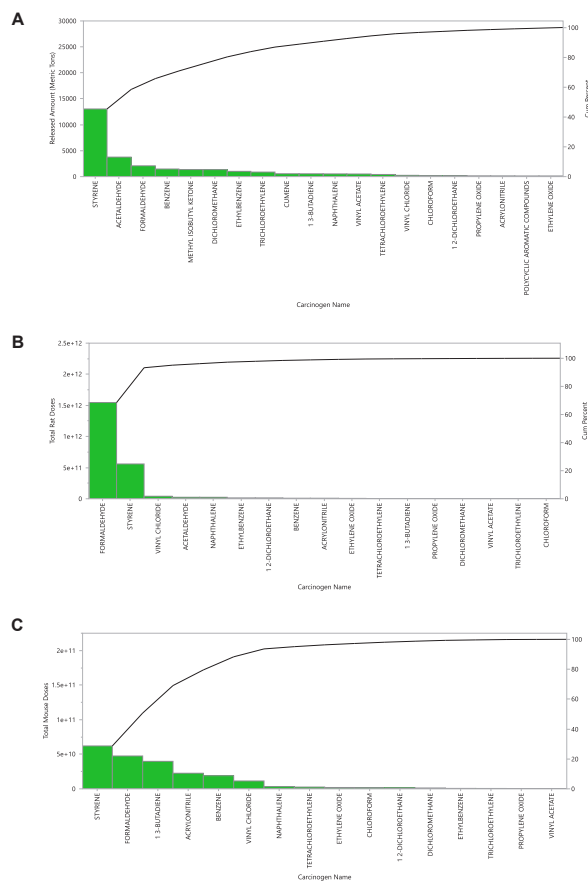 A
30000
25000
20000
15000
10000
5000
0
Released Amount (Metric Tons)
100
80
60
40
20
0
Cum Percent
STYRENE
ACETALDEHYDE
FORMALDEHYDE
BENZENE
METHYL ISOBUTYL KETONE
DICHLOROMETHANE
ETHYLBENZENE
TRICHLOROETHYLENE
CUMENE
1 3-BUTADIENE
NAPHTHALENE
VINYL ACETATE
TETRACHLOROETHYLENE
VINYL CHLORIDE
CHLOROFORM
1 2-DICHLOROETHANE
PROPYLENE OXIDE
ACRYLONITRILE
POLYCYCLIC AROMATIC COMPOUNDS
ETHYLENE OXIDE
Carcinogen Name
B
2.5e+12
2e+12
1.5e+12
1e+12
5e+11
0
Total Rat Doses
100
80
60
40
20
0
Cum Percent
FORMALDEHYDE
STYRENE
VINYL CHLORIDE
ACETALDEHYDE
NAPHTHALENE
ETHYLBENZENE
1 2-DICHLOROETHANE
BENZENE
ACRYLONITRILE
ETHYLENE OXIDE
TETRACHLOROETHYLENE
1 3-BUTADIENE
PROPYLENE OXIDE
DICHLOROMETHANE
VINYL ACETATE
TRICHLOROETHYLENE
CHLOROFORM
Carcinogen Name
C
2e+11
1.5e+11
1e+11
5e+10
0
Total Mouse Doses
100
80
60
40
20
0
Cum Percent
STYRENE
FORMALDEHYDE
1 3-BUTADIENE
ACRYLONITRILE
BENZENE
VINYL CHLORIDE
NAPHTHALENE
TETRACHLOROETHYLENE
ETHYLENE OXIDE
CHLOROFORM
1 2-DICHLOROETHANE
DICHLOROMETHANE
ETHYLBENZENE
TRICHLOROETHYLENE
PROPYLENE OXIDE
VINYL ACETATE
Carcinogen Name